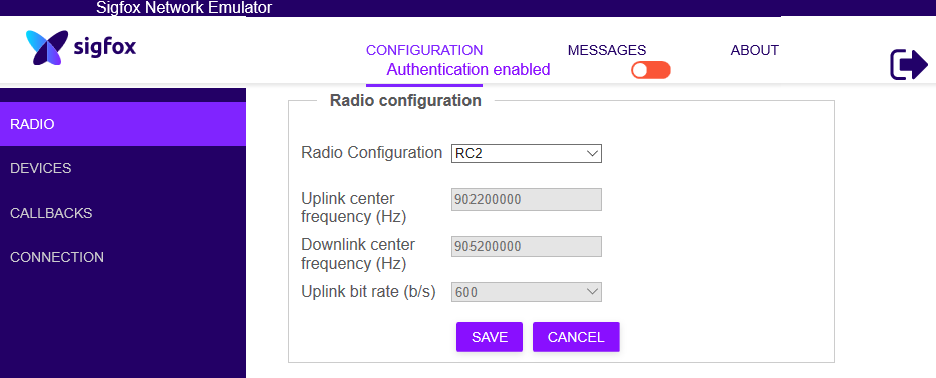 Sigfox Network Emulator
sigfox
CONFIGURATION
MESSAGES
ABOUT
Authentication enabled
RADIO
DEVICES
CALLBACKS
CONNECTION
Radio configuration
Radio Configuration
RC2
Uplink center
frequency (Hz)
902200000
Downlink center
frequency (Hz)
905200000
Uplink bit rate (b/s)
600
SAVE
CANCEL